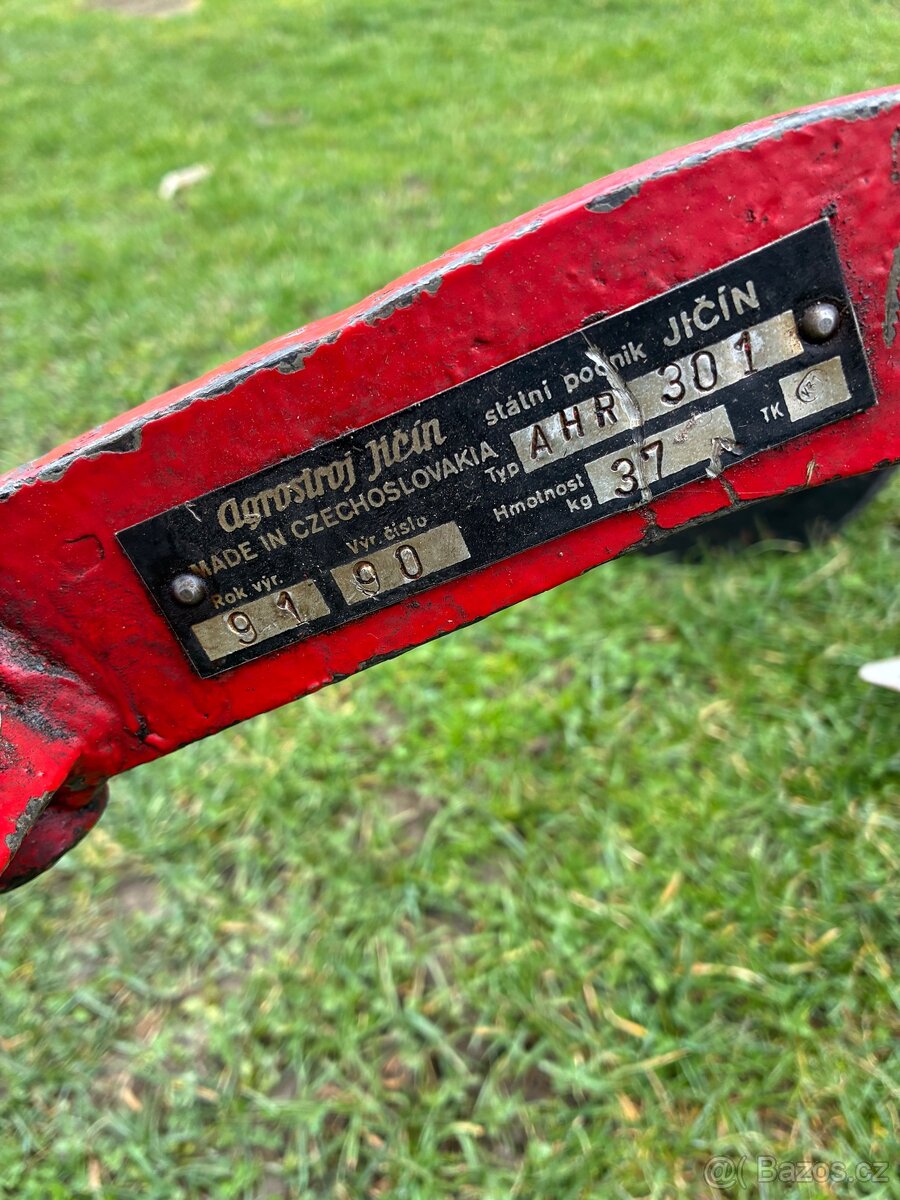 Agrostroj Jičín státní podnik JIČÍN
MADE IN CZECHOSLOVAKIA Typ AHR 301
Rok výr. 91 Výr. číslo 90 Hmotnost kg 37 TK
Bazos.cz